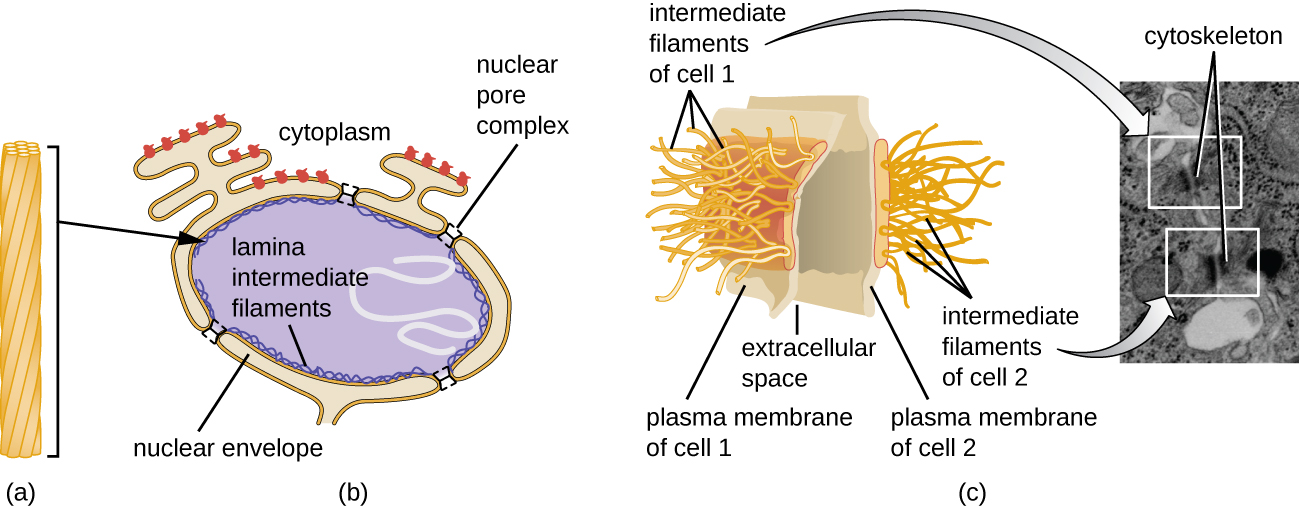 nuclear
pore
complex
cytoplasm
lamina
intermediate
filaments
nuclear envelope
(a)
(b)
intermediate
filaments
of cell 1
cytoskeleton
extracellular
space
intermediate
filaments
of cell 2
plasma membrane
of cell 1
plasma membrane
of cell 2
(c)